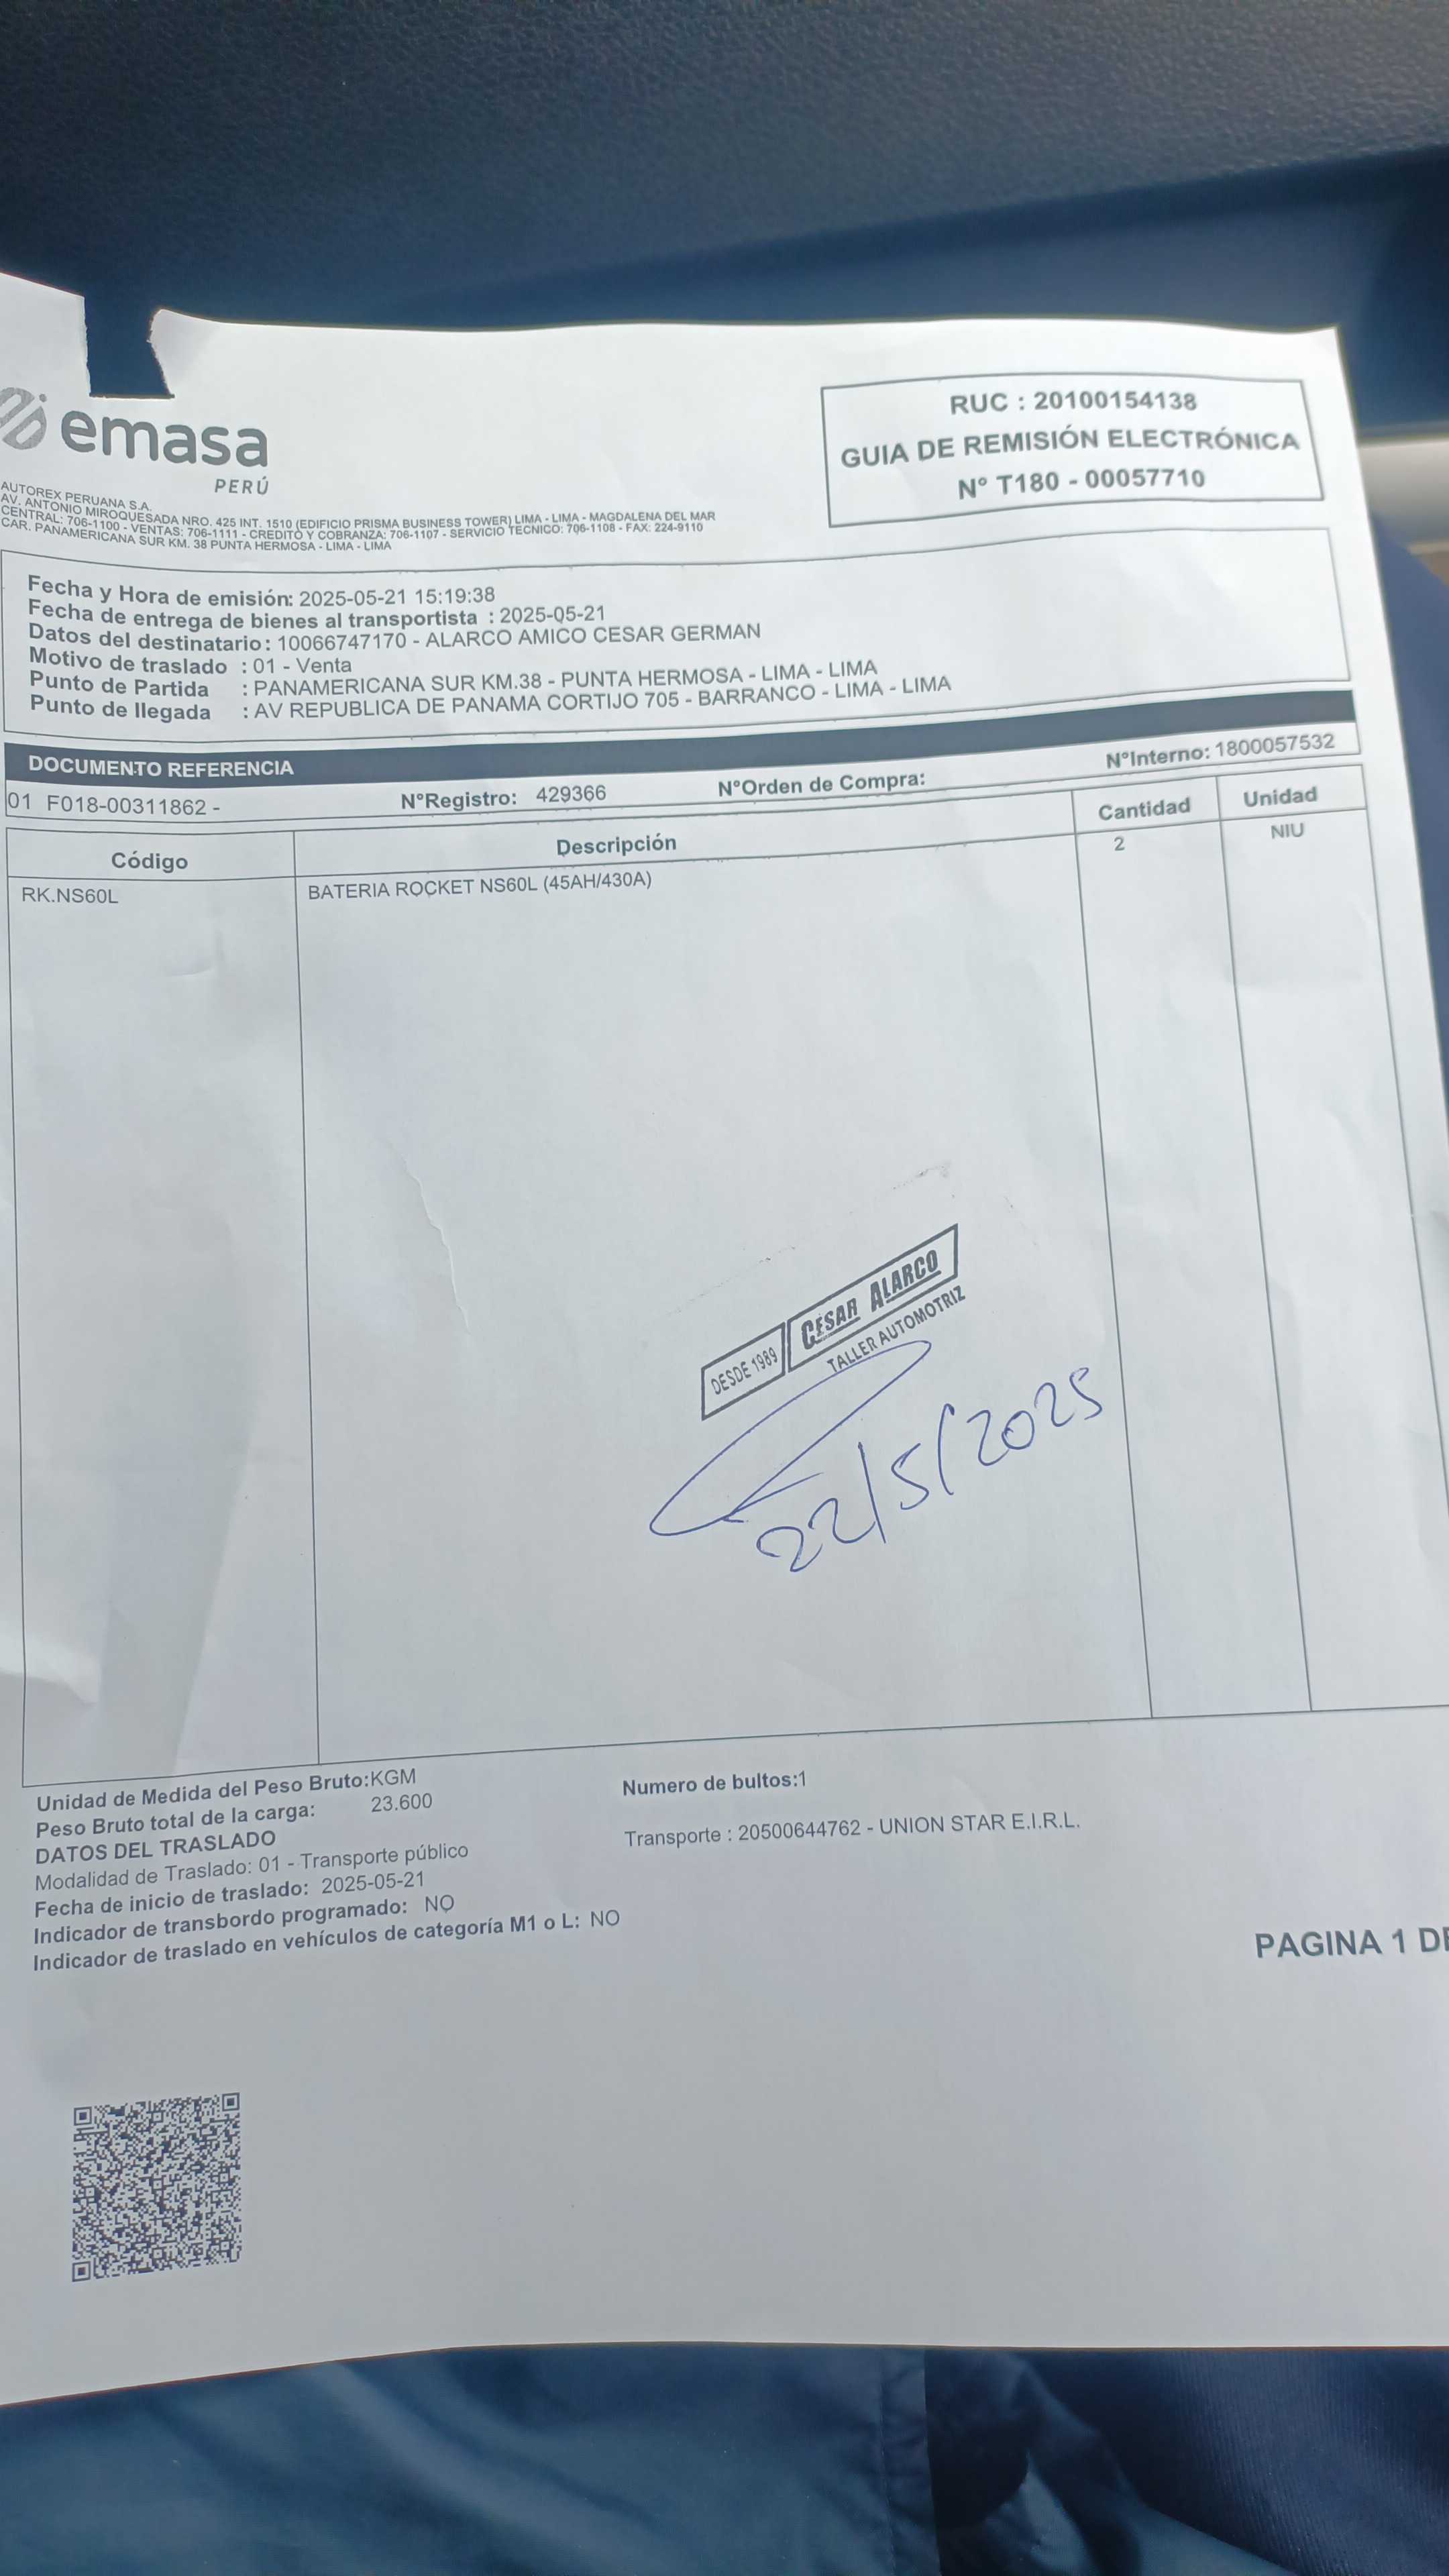 emasa
PERÚ
AUTOREX PERUANA S.A.
AV. ANTONIO MIROQUESADA NRO. 425 INT. 1510 (EDIFICIO PRISMA BUSINESS TOWER) LIMA - LIMA - MAGDALENA DEL MAR
CENTRAL: 706-1100 - VENTAS: 706-1111 - CREDITO Y COBRANZA: 706-1107 - SERVICIO TECNICO: 706-1108 - FAX: 224-9110
CAR. PANAMERICANA SUR KM. 38 PUNTA HERMOSA - LIMA - LIMA
RUC : 20100154138
GUIA DE REMISIÓN ELECTRÓNICA
N° T180 - 00057710
Fecha y Hora de emisión: 2025-05-21 15:19:38
Fecha de entrega de bienes al transportista : 2025-05-21
Datos del destinatario : 10066747170 - ALARCO AMICO CESAR GERMAN
Motivo de traslado : 01 - Venta
Punto de Partida : PANAMERICANA SUR KM.38 - PUNTA HERMOSA - LIMA - LIMA
Punto de llegada : AV REPUBLICA DE PANAMA CORTIJO 705 - BARRANCO - LIMA - LIMA
DOCUMENTO REFERENCIA
01 F018-00311862 - N°Registro: 429366 N°Orden de Compra: N°Interno: 1800057532
Código Descripción Cantidad Unidad
RK.NS60L BATERIA ROCKET NS60L (45AH/430A) 2 NIU
DESDE 1989 CESAR ALARCO
TALLER AUTOMOTRIZ
22/5/2025
Unidad de Medida del Peso Bruto:KGM Numero de bultos:1
Peso Bruto total de la carga: 23.600
DATOS DEL TRASLADO Transporte : 20500644762 - UNION STAR E.I.R.L.
Modalidad de Traslado: 01 - Transporte público
Fecha de inicio de traslado: 2025-05-21
Indicador de transbordo programado: NO
Indicador de traslado en vehículos de categoría M1 o L: NO
PAGINA 1 DE